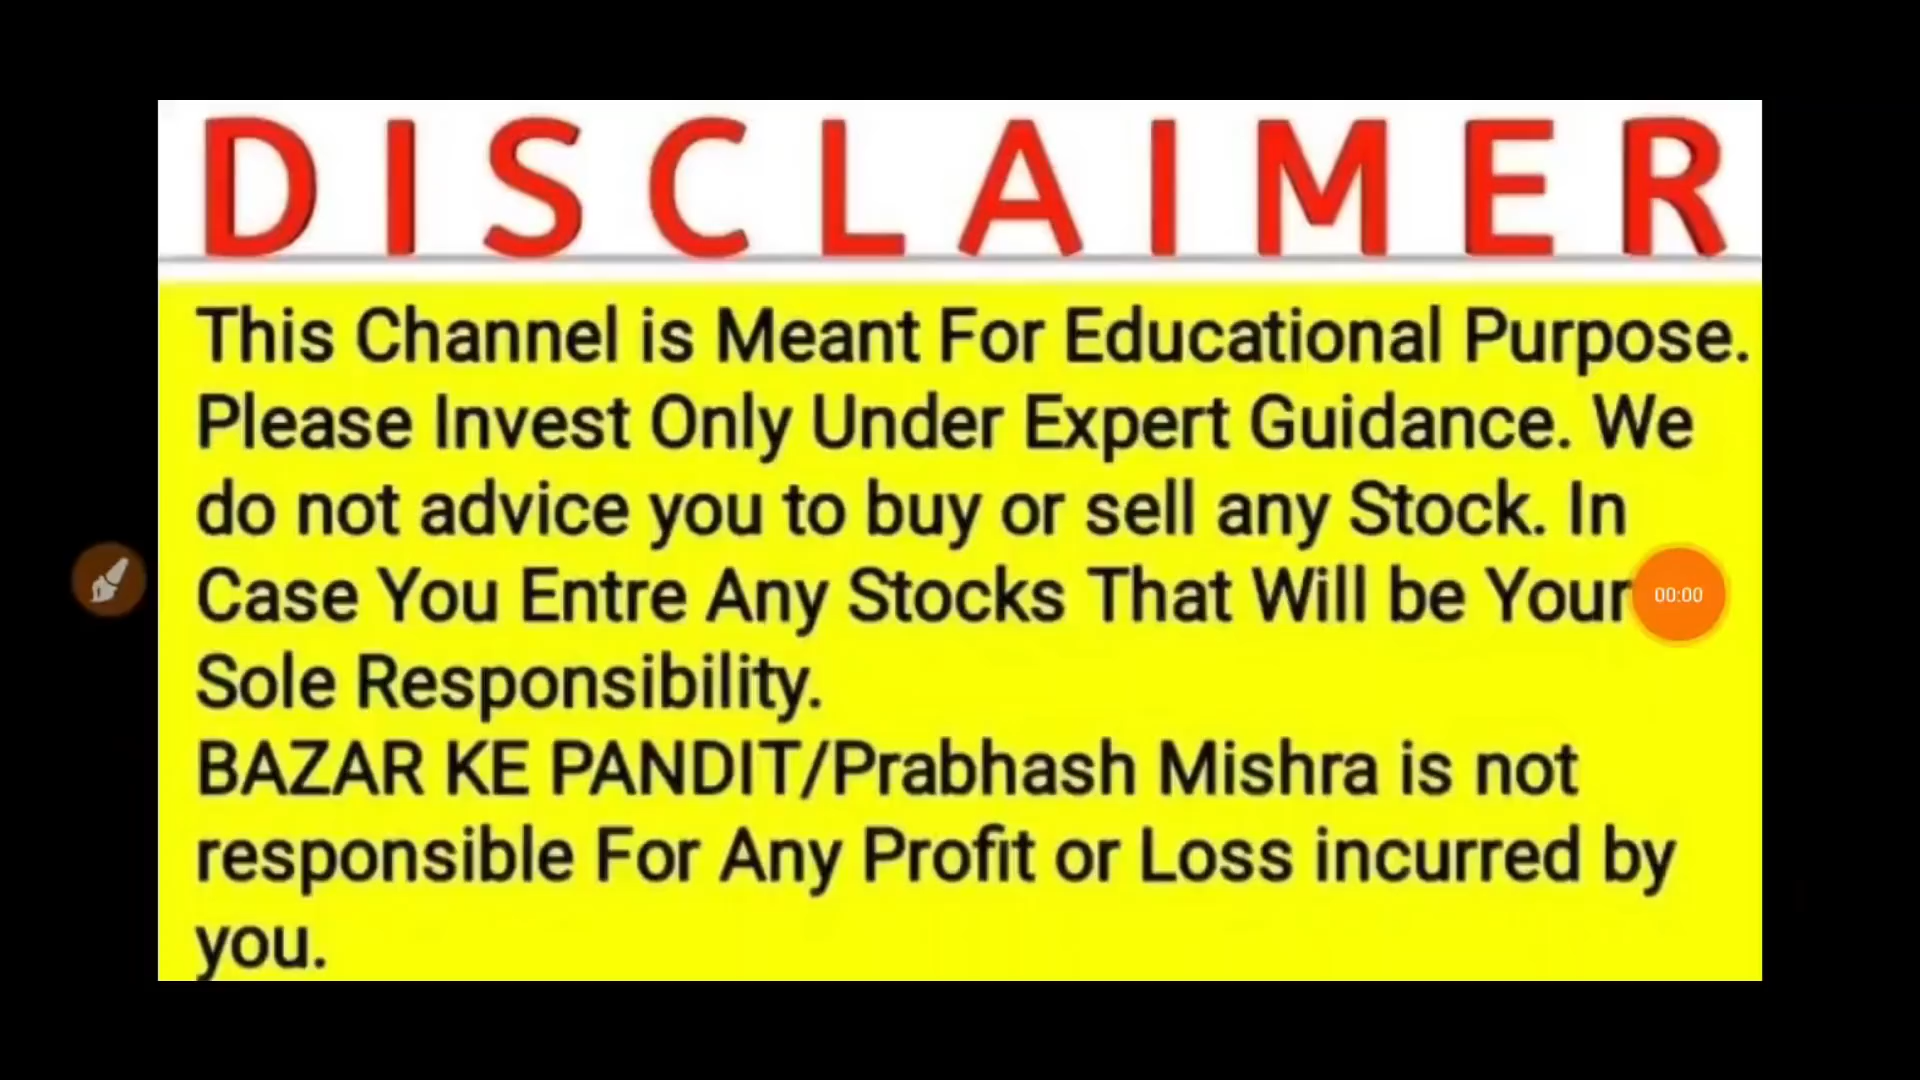 DISCLAIMER
This Channel is Meant For Educational Purpose.
Please Invest Only Under Expert Guidance. We
do not advice you to buy or sell any Stock. In
Case You Entre Any Stocks That Will be Your
00:00
Sole Responsibility.
BAZAR KE PANDIT/Prabhash Mishra is not
responsible For Any Profit or Loss incurred by
you.